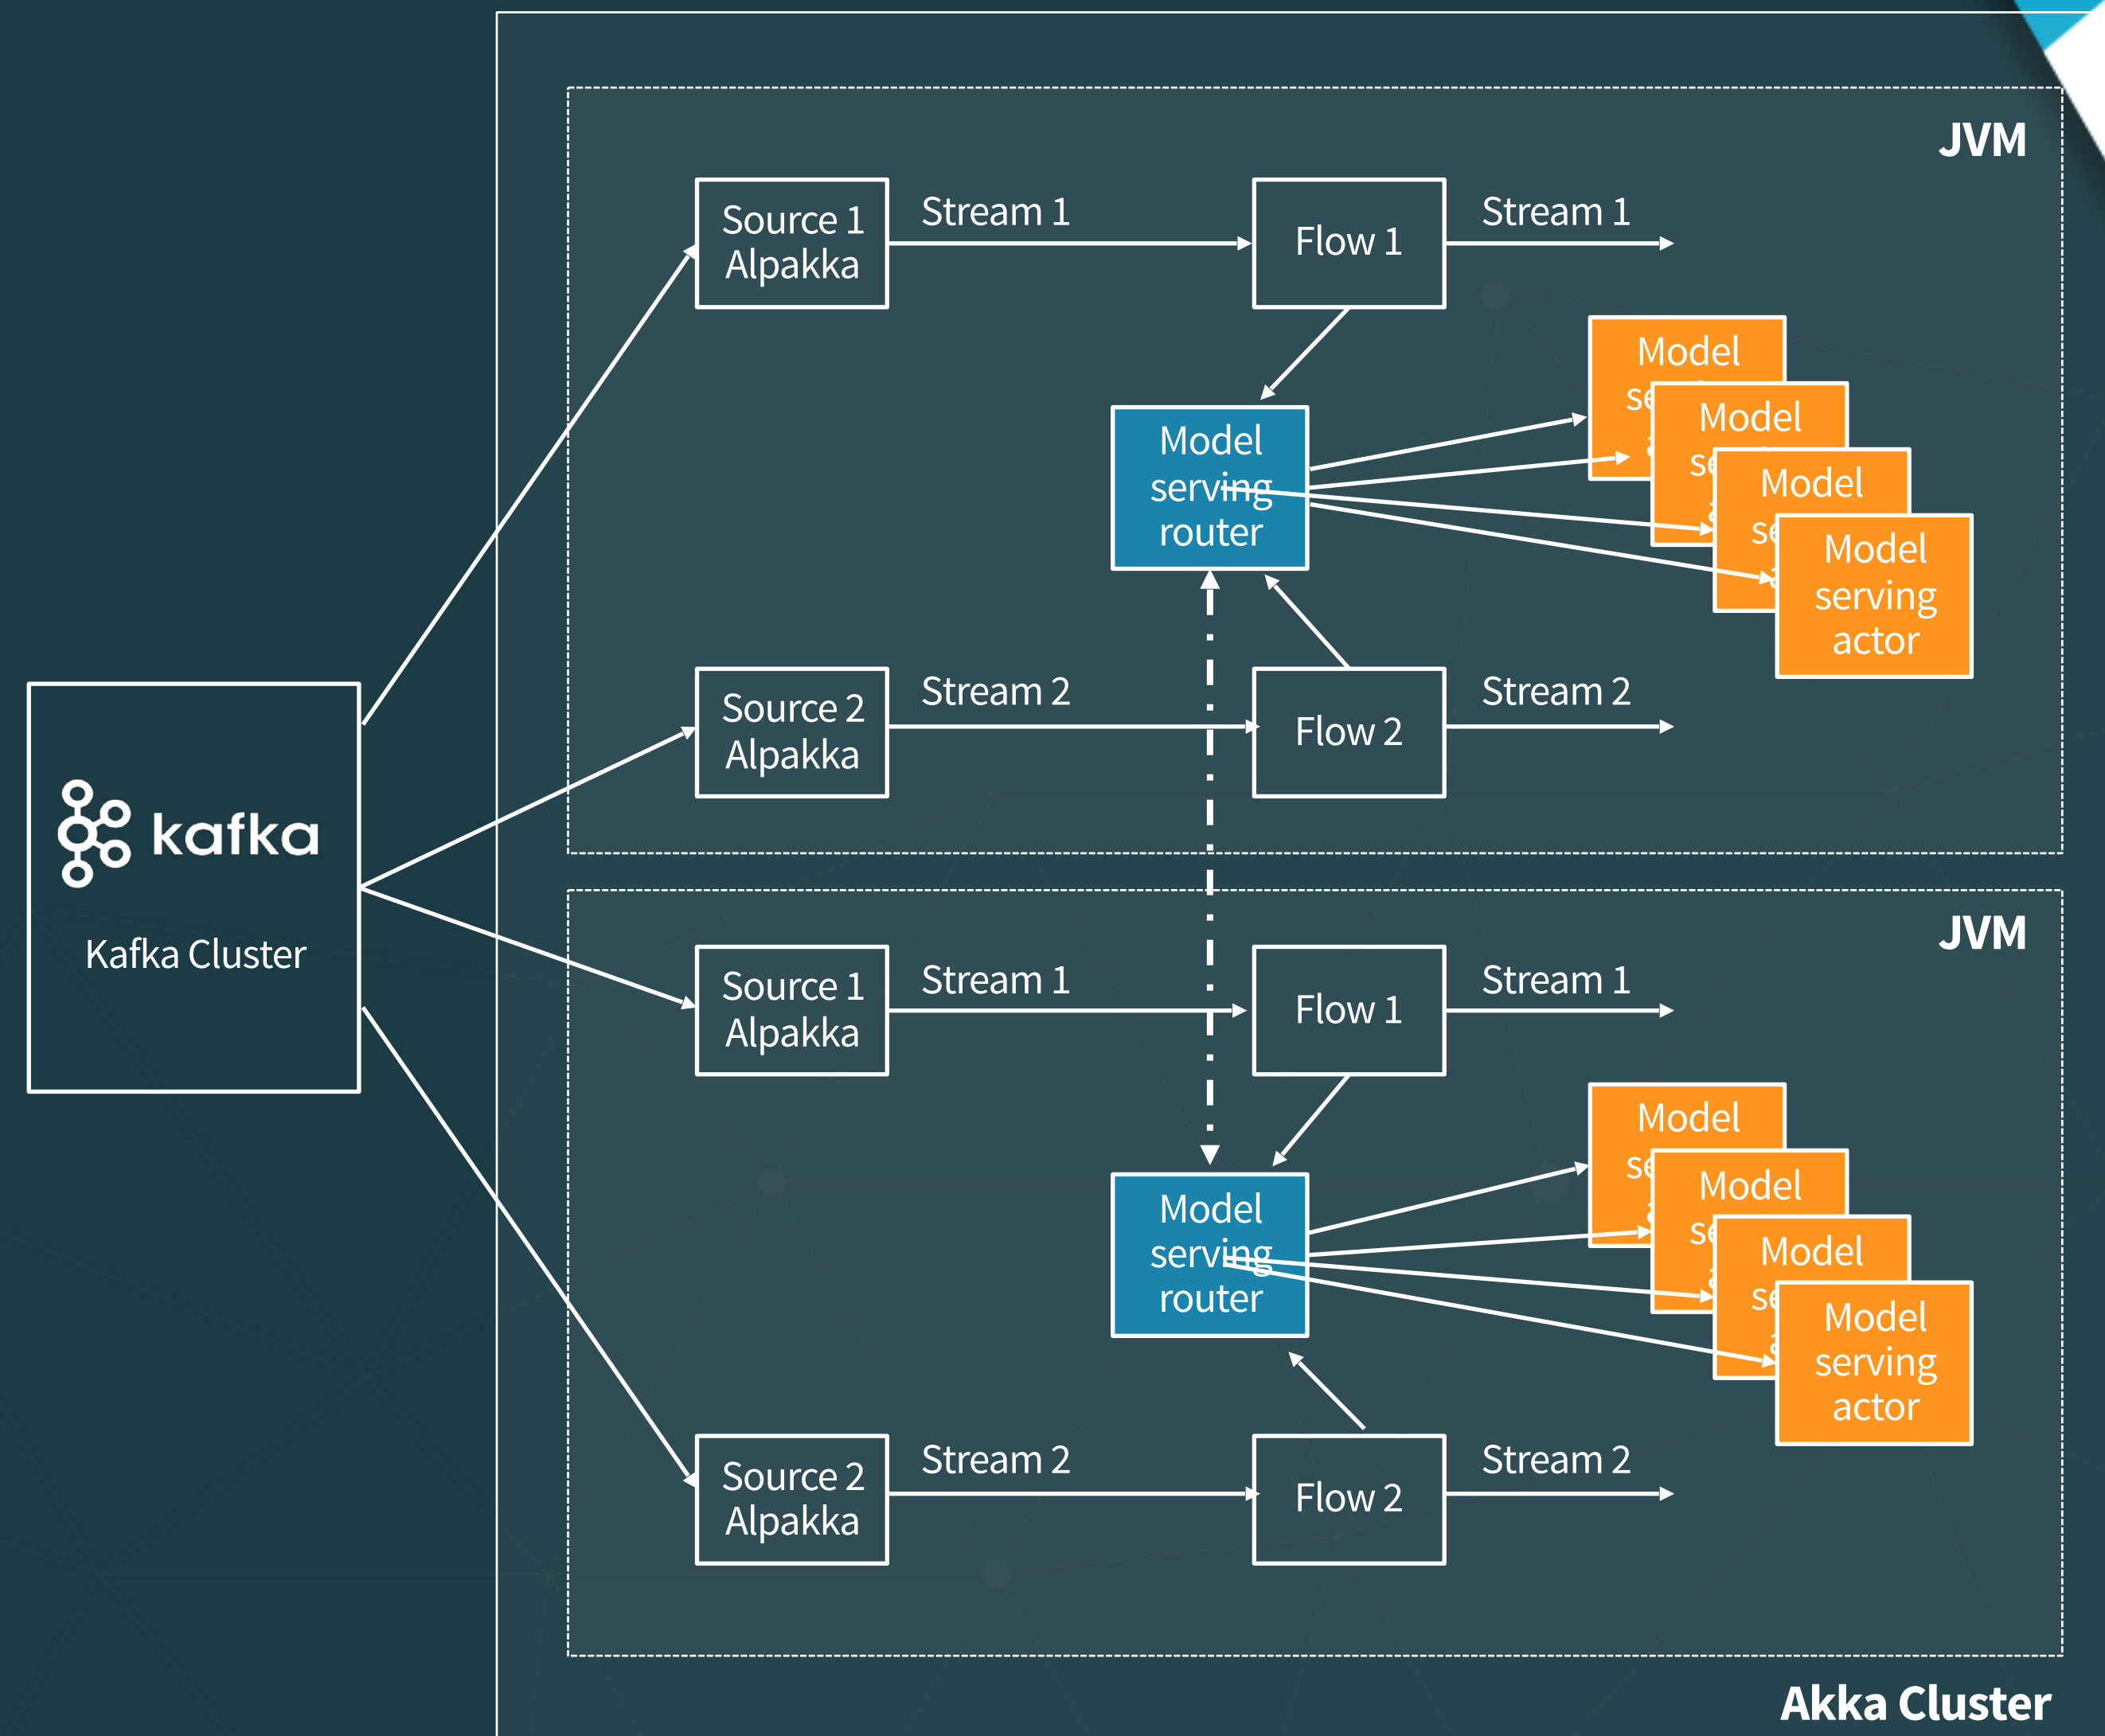 JVM
Source 1
Alpakka
Stream 1
Flow 1
Stream 1
Model
serving
router
Model
Model
Model
Model
serving
actor
Source 2
Alpakka
Stream 2
Flow 2
Stream 2
kafka
Kafka Cluster
JVM
Source 1
Alpakka
Stream 1
Flow 1
Stream 1
Model
serving
router
Model
Model
Model
Model
serving
actor
Source 2
Alpakka
Stream 2
Flow 2
Stream 2
Akka Cluster